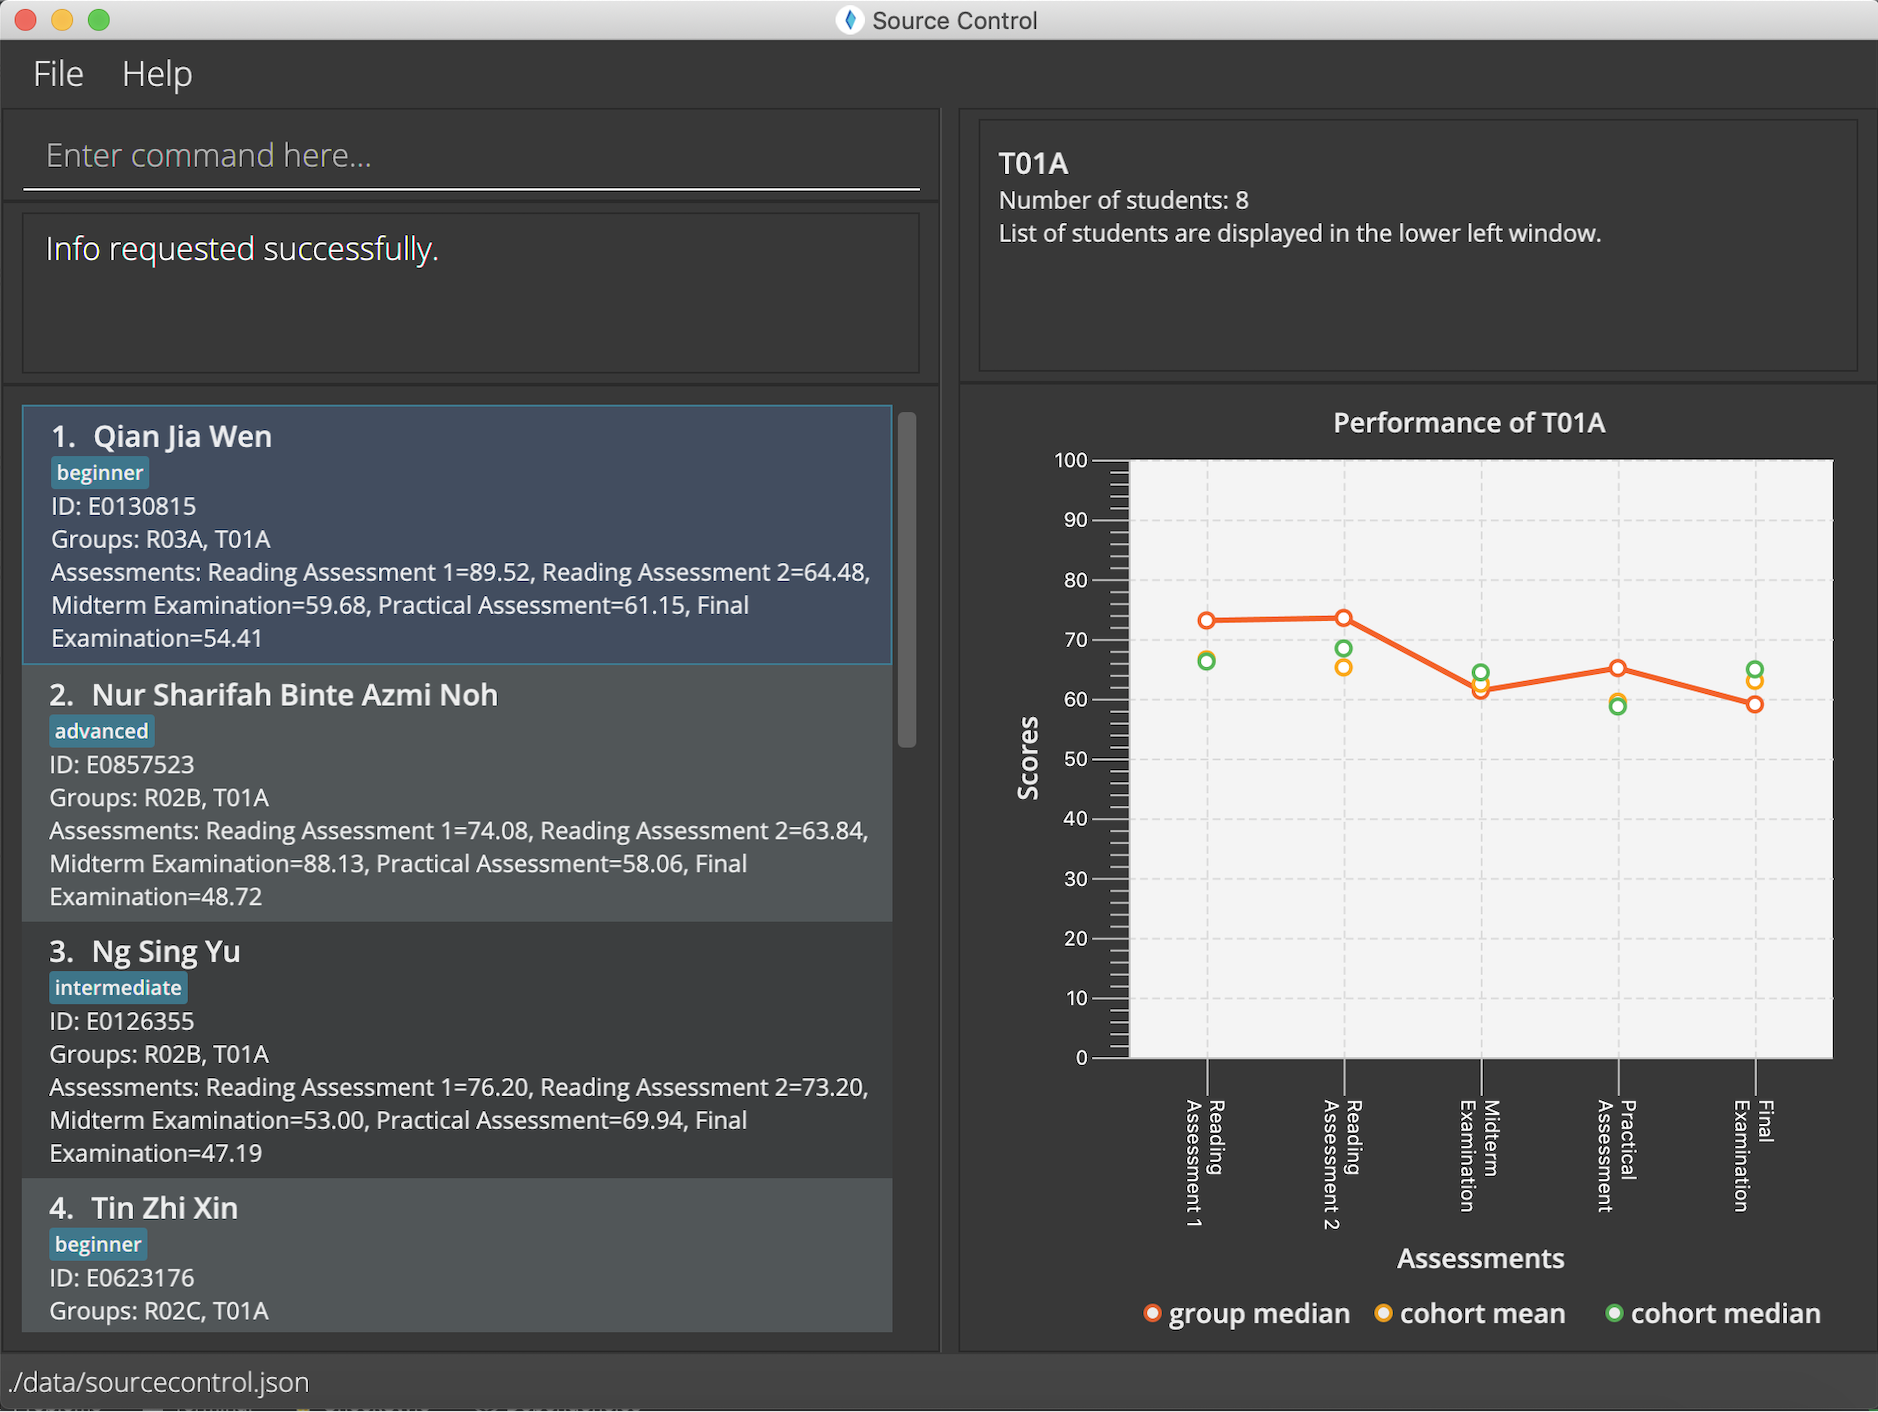 Source Control
File Help
Enter command here...
Info requested successfully.
1. Qian Jia Wen
beginner
ID: E0130815
Groups: R03A, T01A
Assessments: Reading Assessment 1=89.52, Reading Assessment 2=64.48,
Midterm Examination=59.68, Practical Assessment=61.15, Final
Examination=54.41
2. Nur Sharifah Binte Azmi Noh
advanced
ID: E0857523
Groups: R02B, T01A
Assessments: Reading Assessment 1=74.08, Reading Assessment 2=63.84,
Midterm Examination=88.13, Practical Assessment=58.06, Final
Examination=48.72
3. Ng Sing Yu
intermediate
ID: E0126355
Groups: R02B, T01A
Assessments: Reading Assessment 1=76.20, Reading Assessment 2=73.20,
Midterm Examination=53.00, Practical Assessment=69.94, Final
Examination=47.19
4. Tin Zhi Xin
beginner
ID: E0623176
Groups: R02C, T01A
T01A
Number of students: 8
List of students are displayed in the lower left window.
Performance of T01A
100
90
80
70
60
50
40
30
20
10
0
Scores
Reading
Assessment 1
Reading
Assessment 2
Midterm
Examination
Practical
Assessment
Final
Examination
Assessments
group median
cohort mean
cohort median
./data/sourcecontrol.json